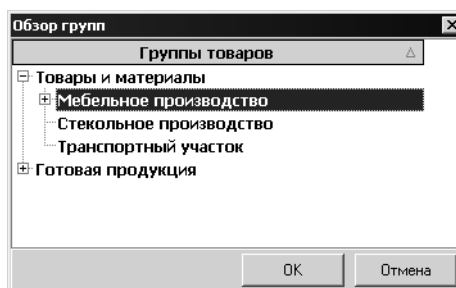 Обзор групп
Группы товаров
Товары и материалы
Мебельное производство
Стекольное производство
Транспортный участок
Готовая продукция
OK
Отмена